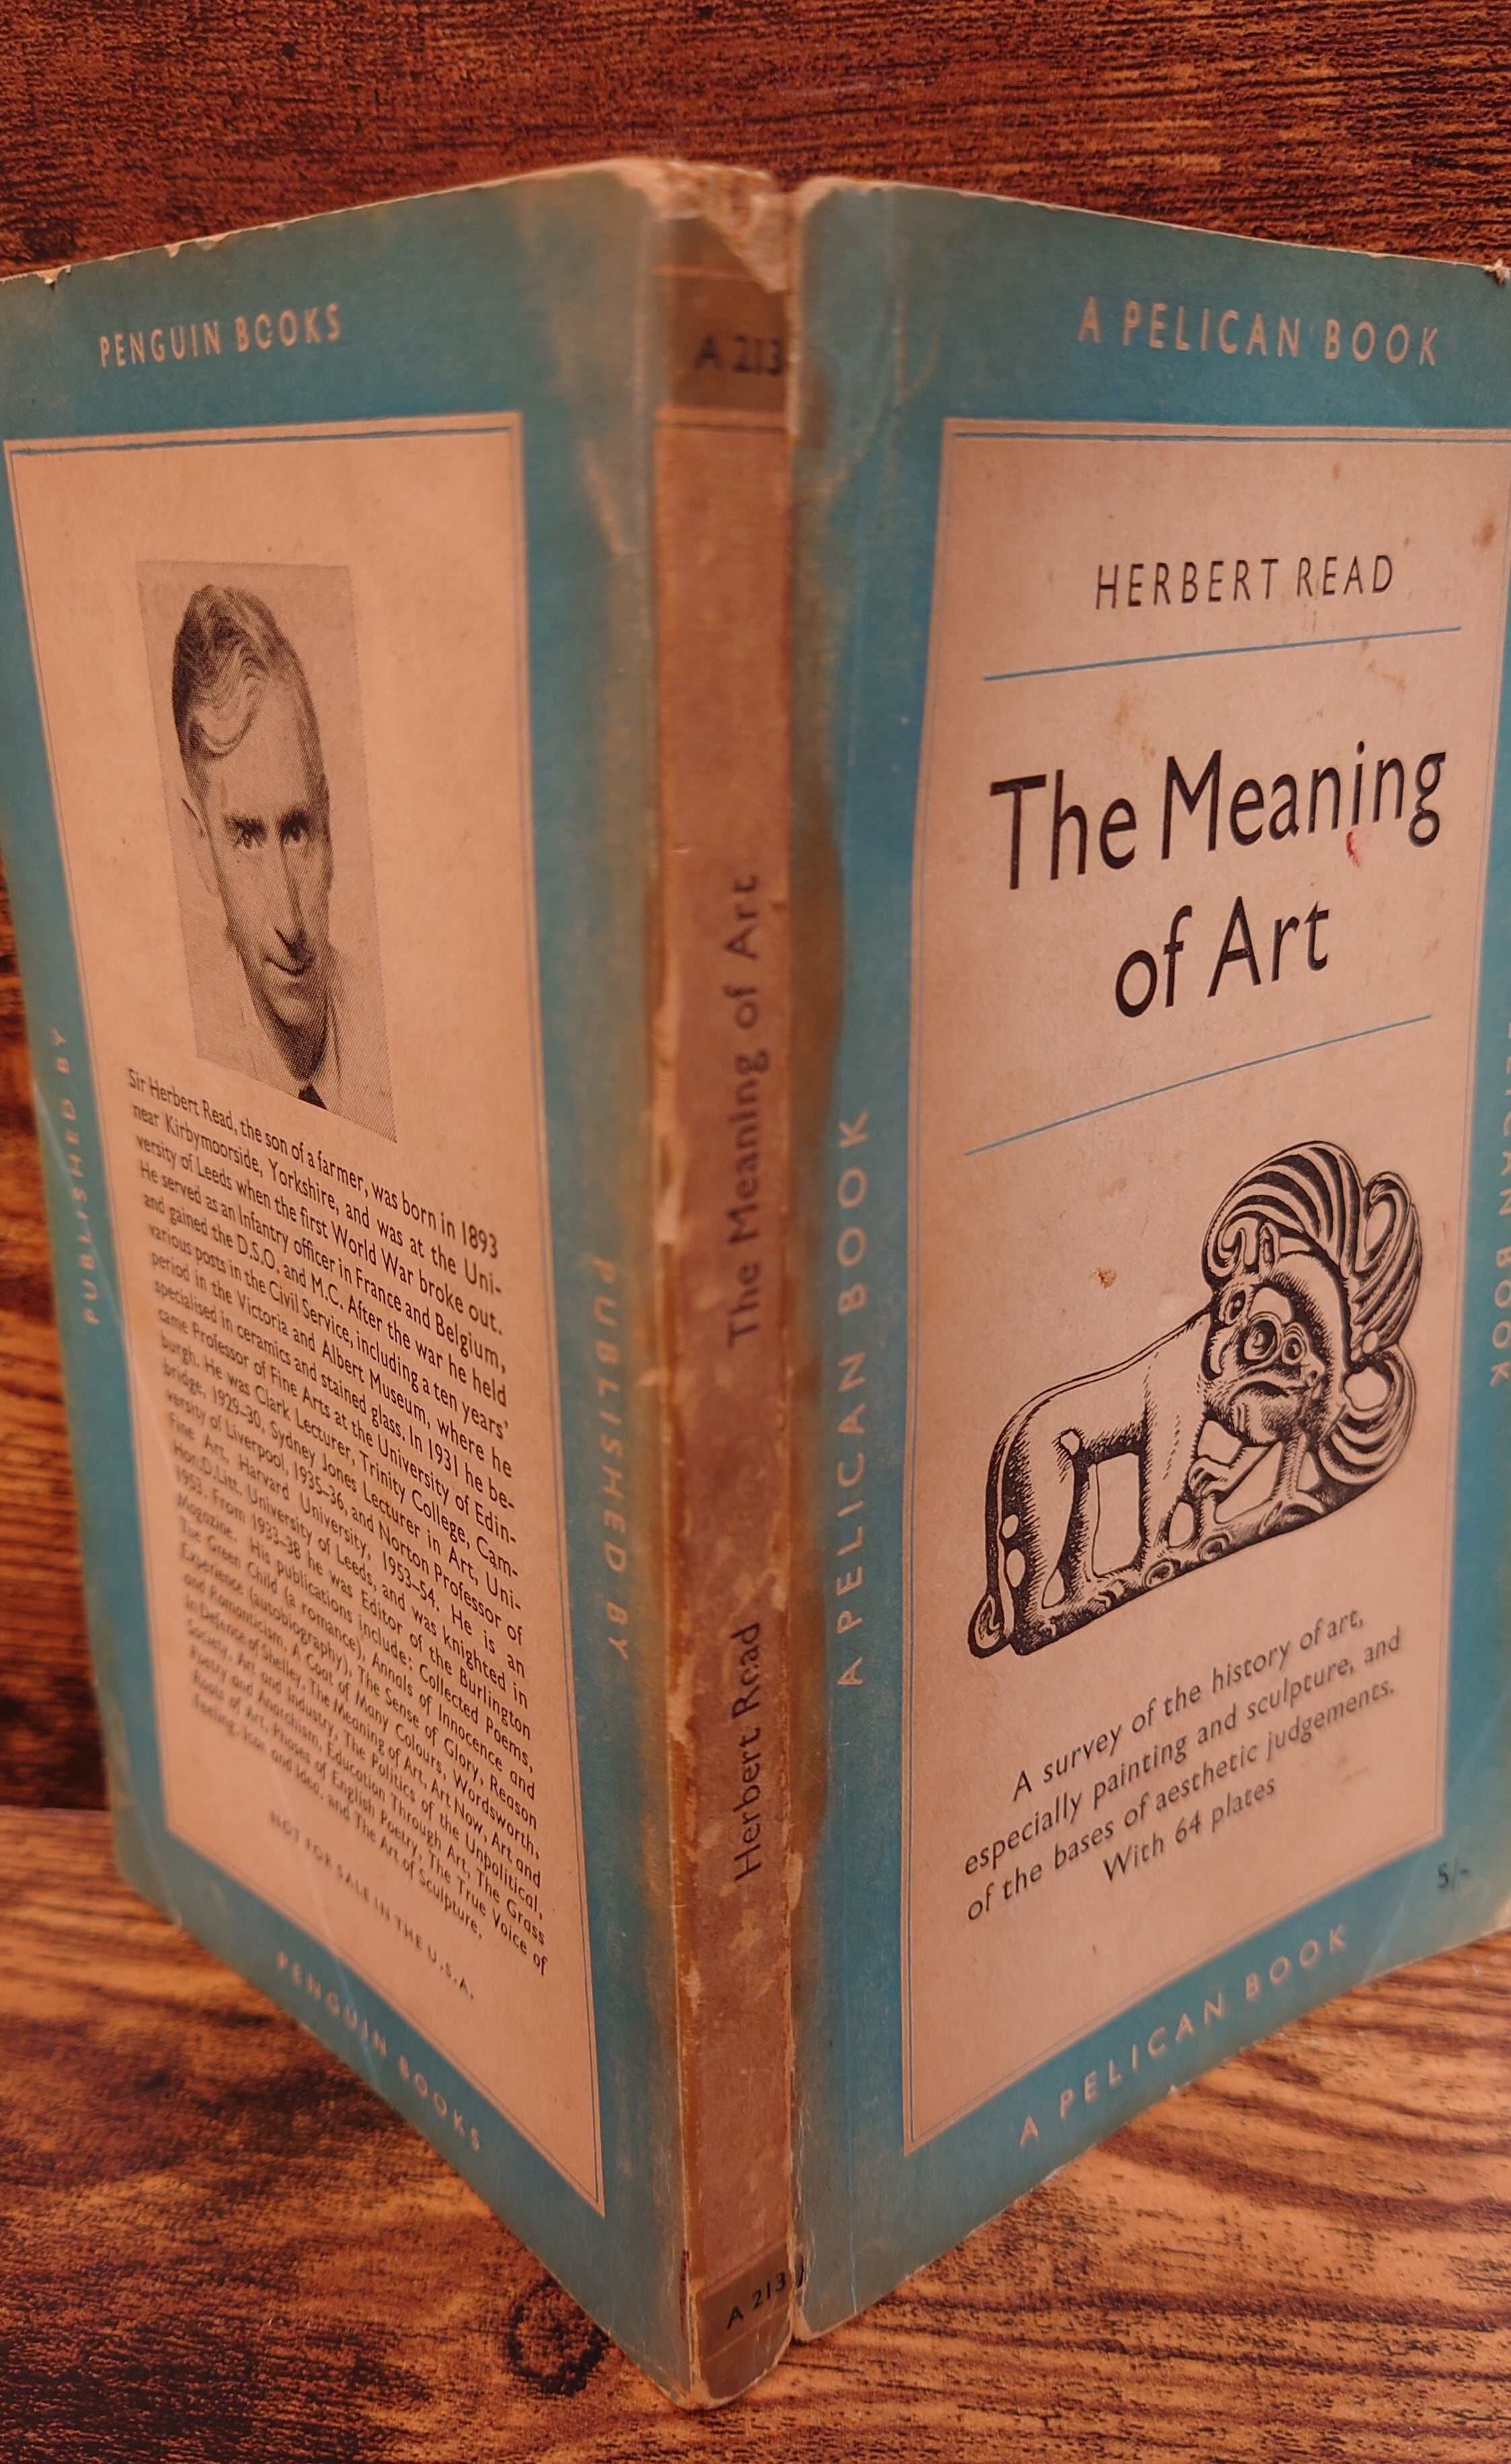 PENGUIN BOOKS
Sir Herbert Read, the son of a farmer, was born in 1893
near Kirbymoorside, Yorkshire, and was at the Uni-
versity of Leeds when the first World War broke out.
He served as an Infantry officer in France and Belgium,
and gained the D.S.O. and M.C. After the war he held
various posts in the Civil Service, including a ten years'
period in the Victoria and Albert Museum, where he
specialised in ceramics and stained glass. In 1931 he be-
came Professor of Fine Arts at the University of Edin-
burgh. He was Clark Lecturer, Trinity College, Cam-
bridge, 1929-30, Sydney Jones Lecturer in Art, Uni-
versity of Liverpool, 1935-36, and Norton Professor of
Fine Art, Harvard University, 1953-54. He is an
Hon.D.Litt. University of Leeds, and was knighted in
1953. From 1933-38 he was Editor of the Burlington
Magazine. His publications include: Collected Poems,
The Green Child (a romance), Annals of Innocence and
Experience (autobiography), The Sense of Glory, Reason
and Romanticism, A Coat of Many Colours, Wordsworth,
In Defence of Shelley, The Meaning of Art, Art Now, Art and
Society, Art and Industry, The Politics of the Unpolitical,
Poetry and Anarchism, Education Through Art, The Grass
Roots of Art, Phases of English Poetry, The True Voice of
Feeling, Icon and Idea, and The Art of Sculpture.
NOT FOR SALE IN THE U.S.A.
PENGUIN BOOKS
PUBLISHED BY
PUBLISHED BY
A 213
The Meaning of Art
Herbert Read
A 213
A PELICAN BOOK
HERBERT READ
The Meaning
of Art
A survey of the history of art,
especially painting and sculpture, and
of the bases of aesthetic judgements.
With 64 plates
5/-
A PELICAN BOOK
A PELICAN BOOK
PELICAN BOOK